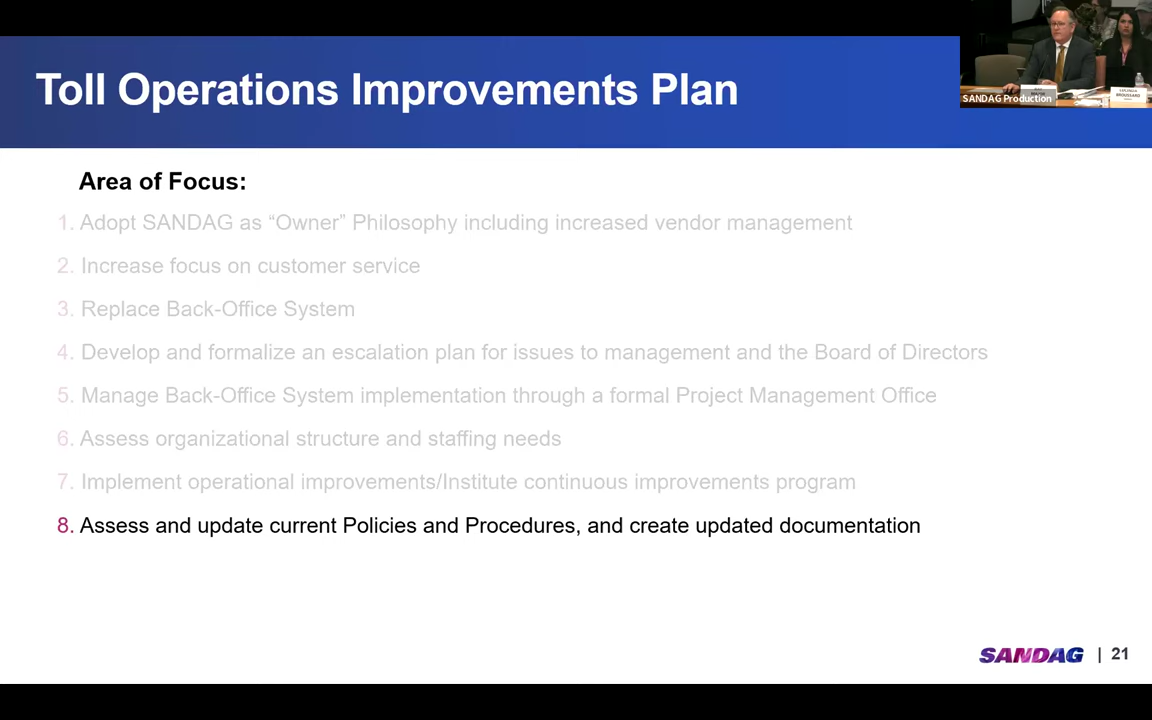 Toll Operations Improvements Plan
SANDAG Production
BROUSSARD
Area of Focus:
1. Adopt SANDAG as “Owner” Philosophy including increased vendor management
2. Increase focus on customer service
3. Replace Back-Office System
4. Develop and formalize an escalation plan for issues to management and the Board of Directors
5. Manage Back-Office System implementation through a formal Project Management Office
6. Assess organizational structure and staffing needs
7. Implement operational improvements/Institute continuous improvements program
8. Assess and update current Policies and Procedures, and create updated documentation
SANDAG | 21